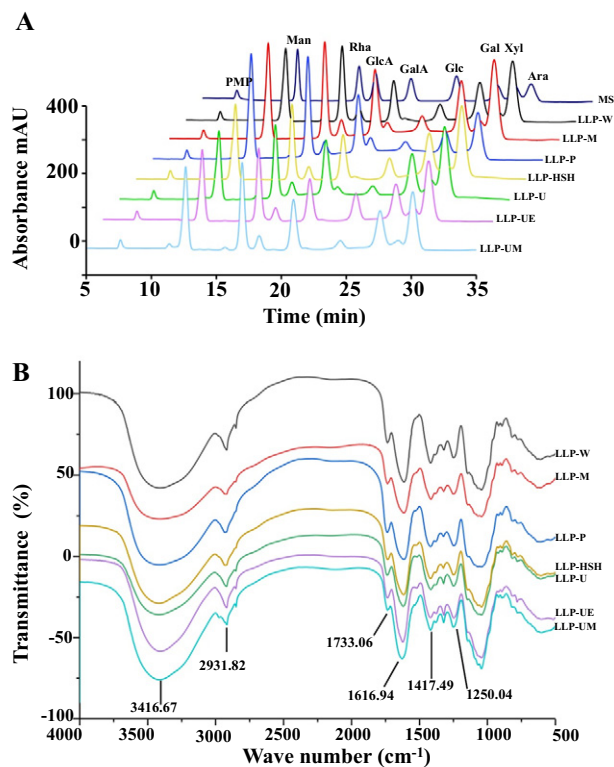 A
PMP
Man
Rha
GlcA
GalA
Glc
Gal
Xyl
Ara
MS
LLP-W
LLP-M
LLP-P
LLP-HSH
LLP-U
LLP-UE
LLP-UM
400
200
0
Absorbance mAU
5
10
15
20
25
30
35
Time (min)
B
100
50
0
-50
-100
Transmittance (%)
LLP-W
LLP-M
LLP-P
LLP-HSH
LLP-U
LLP-UE
LLP-UM
3416.67
2931.82
1733.06
1616.94
1417.49
1250.04
4000
3500
3000
2500
2000
1500
1000
500
Wave number (cm⁻¹)